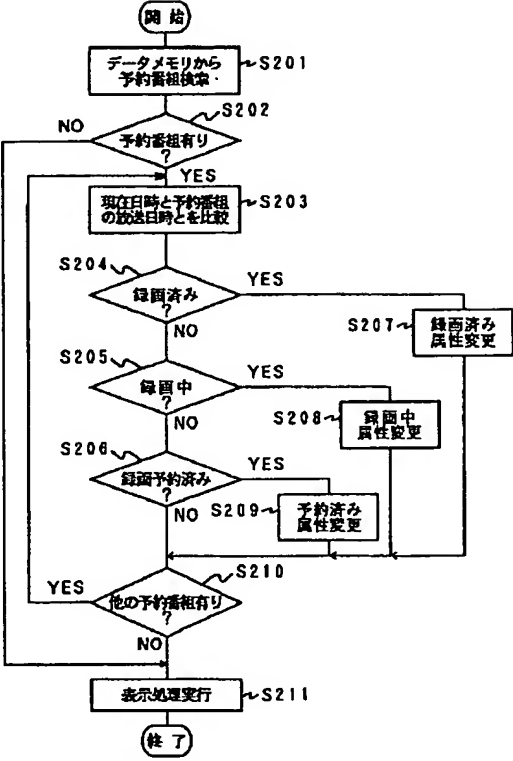 開始
データメモリから
予約番組検索
S201
S202
NO
予約番組有り
?
YES
現在日時と予約番組
の放送日時とを比較
S203
S204
YES
録画済み
?
NO
S207
録画済み
属性変更
S205
YES
録画中
?
NO
S208
録画中
属性変更
S206
YES
録画予約済み
?
NO
S209
予約済み
属性変更
S210
YES
他の予約番組有り
?
NO
表示処理実行
S211
終了